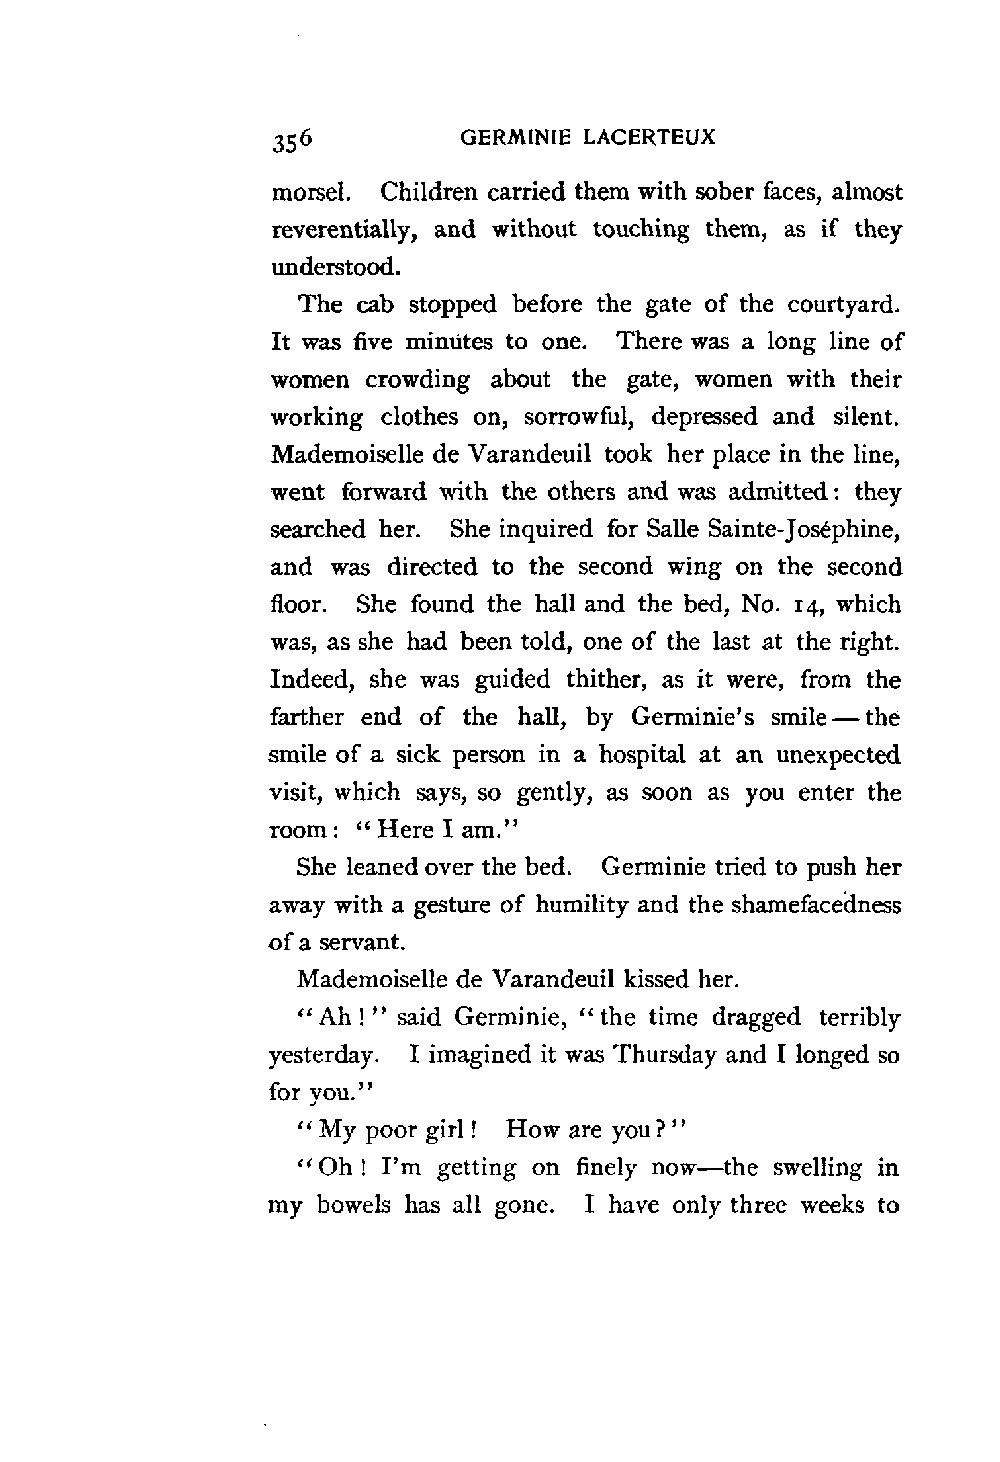 356 GERMINIE LACERTEUX
morsel. Children carried them with sober faces, almost
reverentially, and without touching them, as if they
understood.
The cab stopped before the gate of the courtyard.
It was five minutes to one. There was a long line of
women crowding about the gate, women with their
working clothes on, sorrowful, depressed and silent.
Mademoiselle de Varandeuil took her place in the line,
went forward with the others and was admitted: they
searched her. She inquired for Salle Sainte-Joséphine,
and was directed to the second wing on the second
floor. She found the hall and the bed, No. 14, which
was, as she had been told, one of the last at the right.
Indeed, she was guided thither, as it were, from the
farther end of the hall, by Germinie's smile — the
smile of a sick person in a hospital at an unexpected
visit, which says, so gently, as soon as you enter the
room: "Here I am."
She leaned over the bed. Germinie tried to push her
away with a gesture of humility and the shamefacedness
of a servant.
Mademoiselle de Varandeuil kissed her.
"Ah!" said Germinie, "the time dragged terribly
yesterday. I imagined it was Thursday and I longed so
for you."
"My poor girl! How are you?"
"Oh! I'm getting on finely now—the swelling in
my bowels has all gone. I have only three weeks to